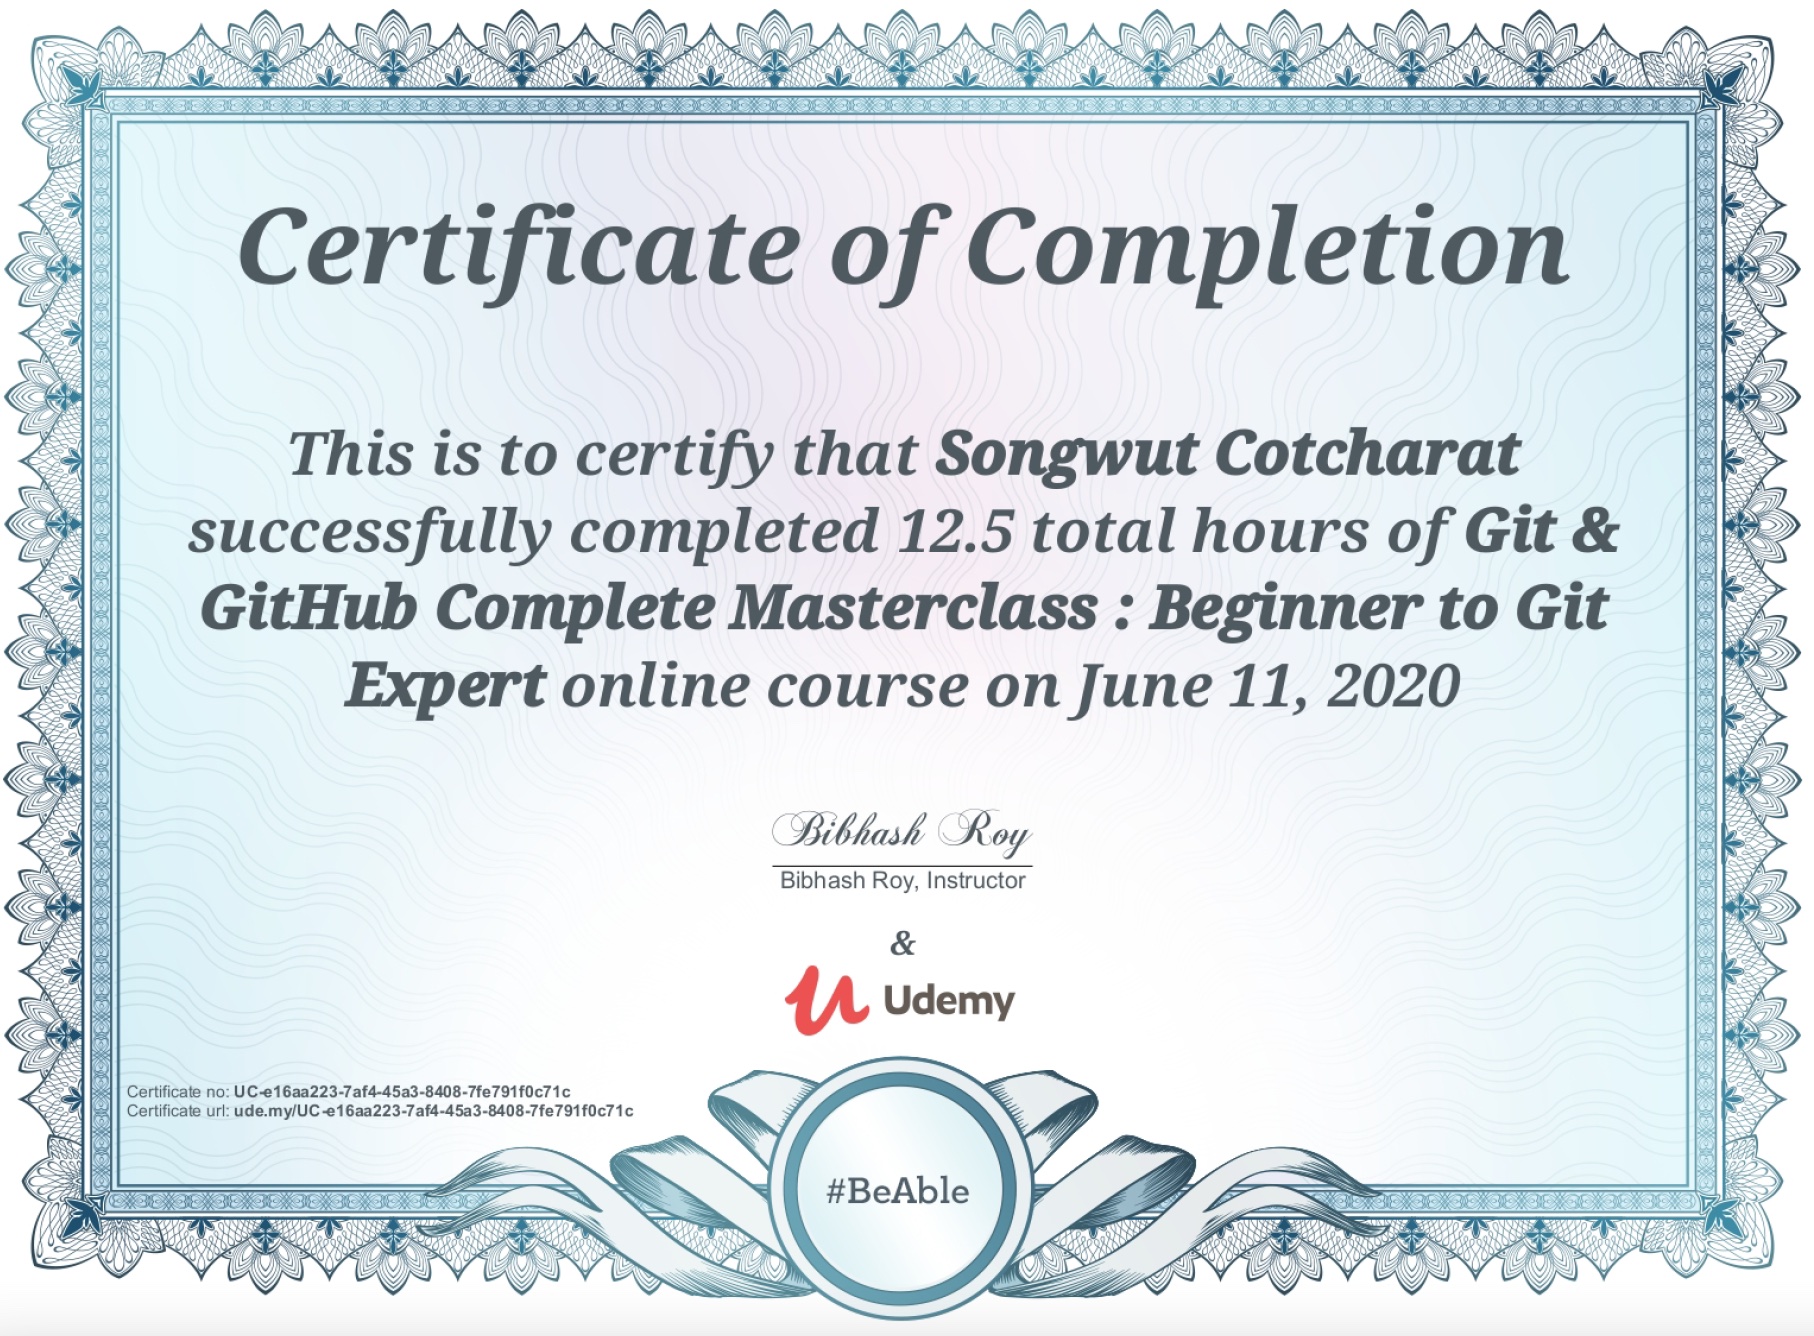 Certificate of Completion
This is to certify that Songwut Cotcharat
successfully completed 12.5 total hours of Git &
GitHub Complete Masterclass : Beginner to Git
Expert online course on June 11, 2020
Bibhash Roy
Bibhash Roy, Instructor
&
Udemy
Certificate no: UC-e16aa223-7af4-45a3-8408-7fe791f0c71c
Certificate url: ude.my/UC-e16aa223-7af4-45a3-8408-7fe791f0c71c
#BeAble